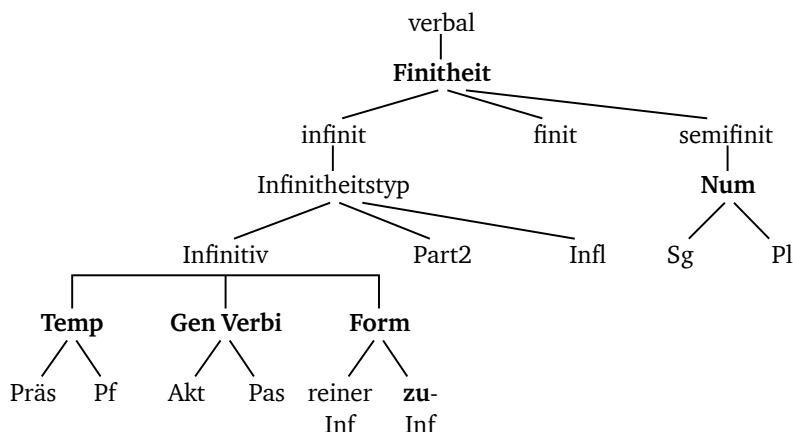 verbal
Finitheit
infinit finit semifinit
Infinitheitstyp Num
Infinitiv Part2 Infl Sg Pl
Temp Gen Verbi Form
Präs Pf Akt Pas reiner zu-
Inf Inf